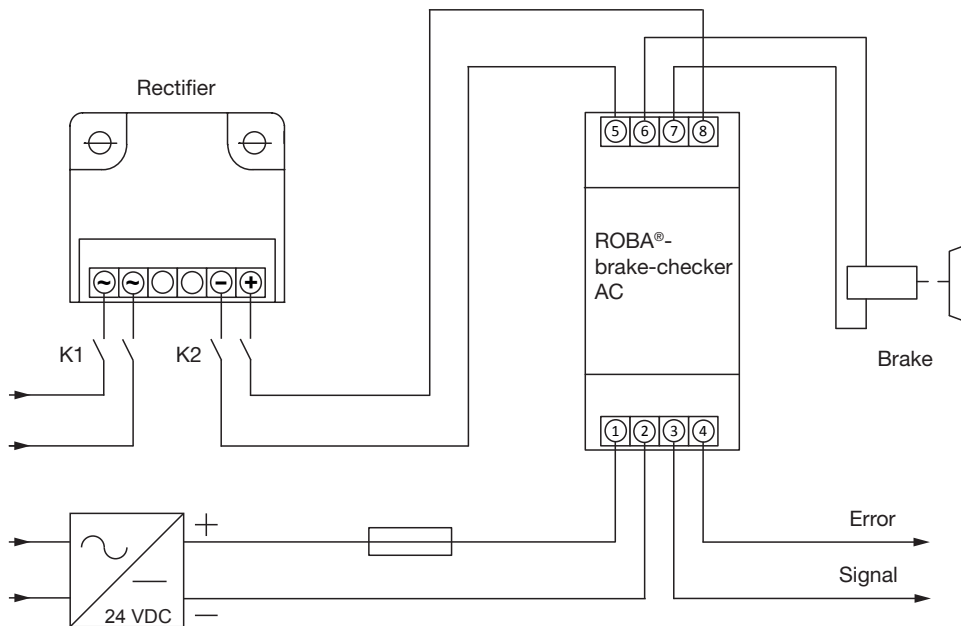 Rectifier
5 6 7 8
ROBA®-
brake-checker
AC
~ ~ − +
K1
K2
Brake
1 2 3 4
+
Error
Signal
24 VDC
−